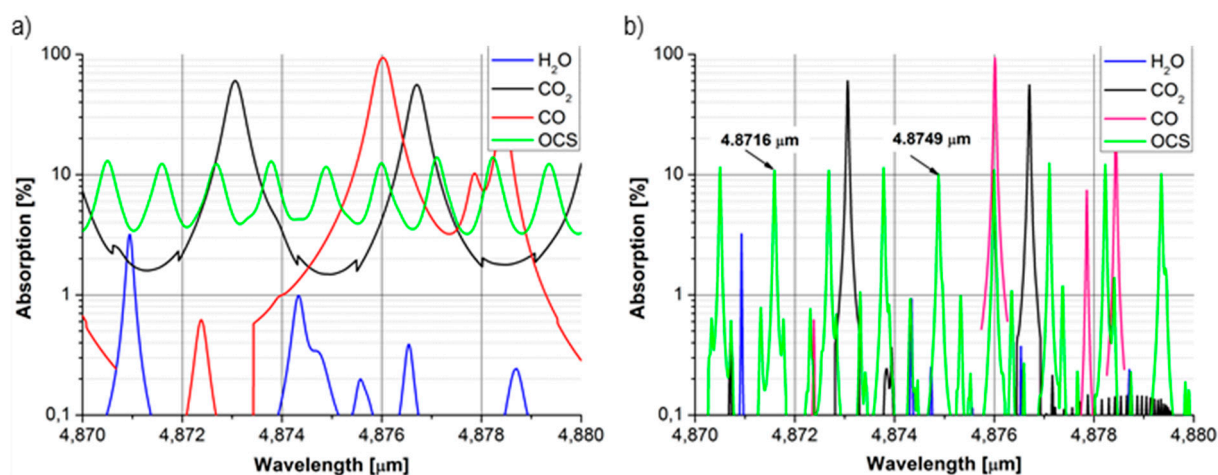 a)
100
10
1
0,1
Absorption [%]
H₂O
CO₂
CO
OCS
4,870 4,872 4,874 4,876 4,878 4,880
Wavelength [µm]
b)
100
10
1
0,1
Absorption [%]
4.8716 µm
4.8749 µm
H₂O
CO₂
CO
OCS
4,870 4,872 4,874 4,876 4,878 4,880
Wavelength [µm]